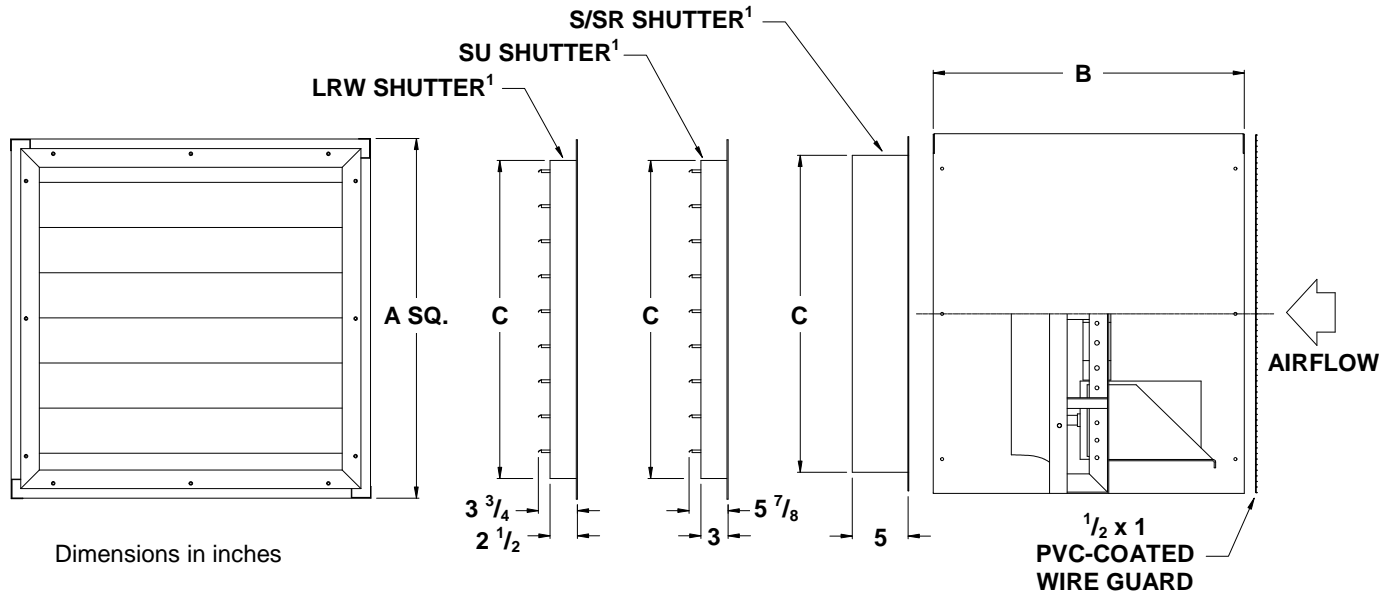 S/SR SHUTTER¹
SU SHUTTER¹
LRW SHUTTER¹
B
A SQ.
C
C
C
AIRFLOW
3 3/4
2 1/2
5 7/8
3
5
1/2 x 1
PVC-COATED
WIRE GUARD
Dimensions in inches